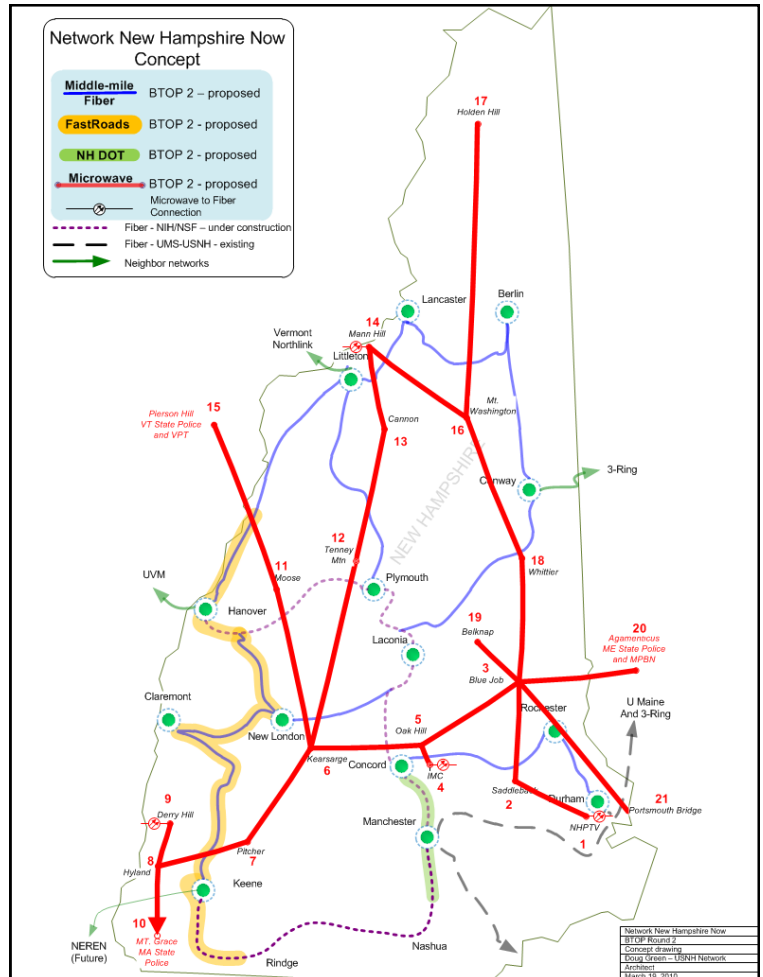 Network New Hampshire Now
Concept
Middle-mile
Fiber
BTOP 2 – proposed
FastRoads
BTOP 2 - proposed
NH DOT
BTOP 2 - proposed
Microwave
BTOP 2 - proposed
Microwave to Fiber
Connection
Fiber - NIH/NSF – under construction
Fiber - UMS-USNH - existing
Neighbor networks
17
Holden Hill
Lancaster
Berlin
14
Mann Hill
Vermont
Northlink
Littleton
15
Pierson Hill
VT State Police
and VPT
Cannon
13
Mt.
Washington
16
NEW HAMPSHIRE
Conway
3-Ring
12
Tenney
Mtn
18
Whittier
11
Moose
UVM
Plymouth
Hanover
19
Belknap
20
Agamenecus
ME State Police
and MPBN
Laconia
3
Blue Job
Claremont
New London
U Maine
And 3-Ring
Rochester
5
Oak Hill
Kearsarge
6
Concord
IMC
4
Saddleback
2
Durham
21
Portsmouth Bridge
NHPTV
1
9
Derry Hill
Manchester
Pitcher
7
8
Hyland
Keene
10
MT. Grace
MA State
Police
NEREN
(Future)
Rindge
Nashua
Network New Hampshire Now
BTOP Round 2
Concept drawing
Doug Green – USNH Network
Architect
March 19, 2010